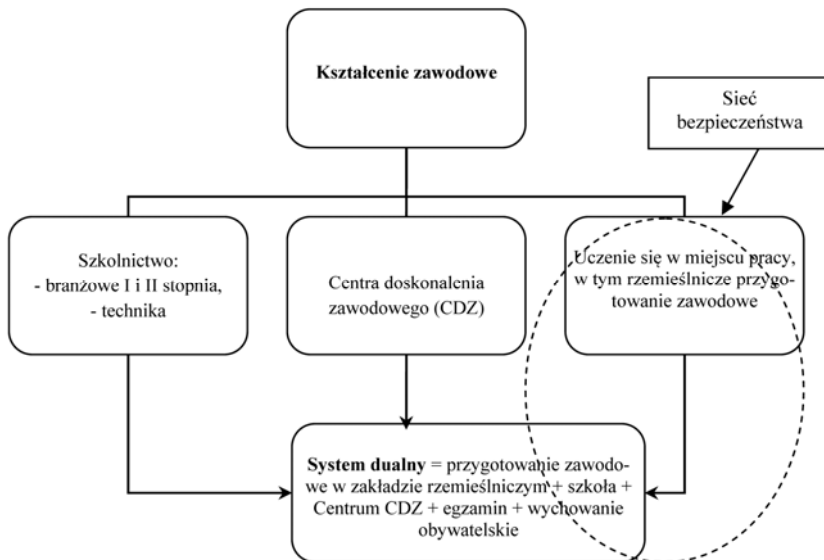 Kształcenie zawodowe
Sieć
bezpieczeństwa
Szkolnictwo:
- branżowe I i II stopnia,
- technika
Centra doskonalenia
zawodowego (CDZ)
Uczenie się w miejscu pracy,
w tym rzemieślnicze przygo-
towanie zawodowe
System dualny = przygotowanie zawodo-
we w zakładzie rzemieślniczym + szkoła +
Centrum CDZ + egzamin + wychowanie
obywatelskie